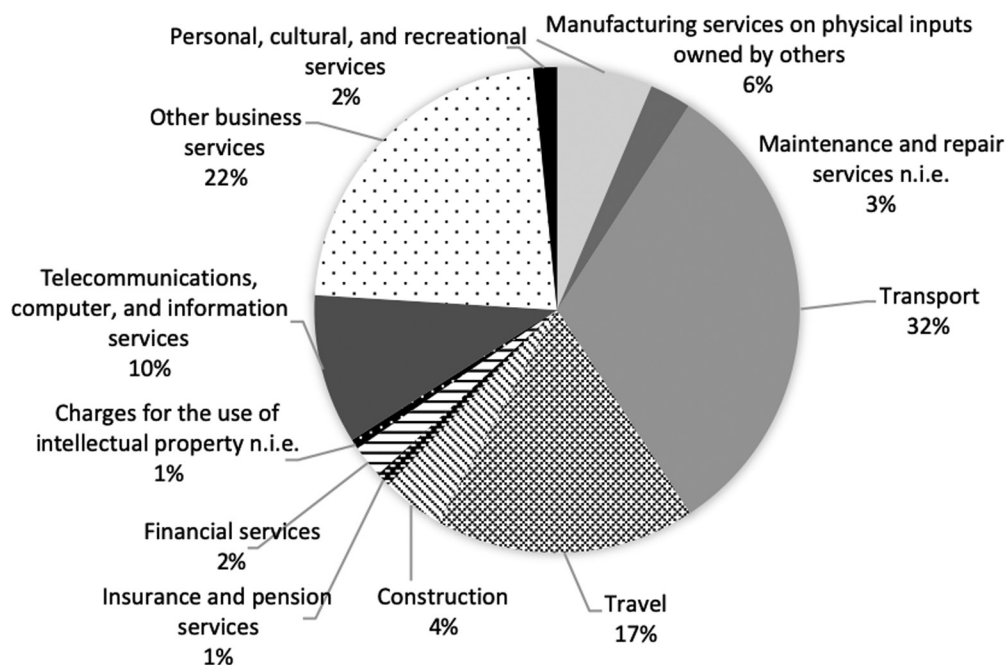 Personal, cultural, and recreational
services
2%
Manufacturing services on physical inputs
owned by others
6%
Other business
services
22%
Maintenance and repair
services n.i.e.
3%
Telecommunications,
computer, and information
services
10%
Transport
32%
Charges for the use of
intellectual property n.i.e.
1%
Financial services
2%
Insurance and pension
services
1%
Construction
4%
Travel
17%